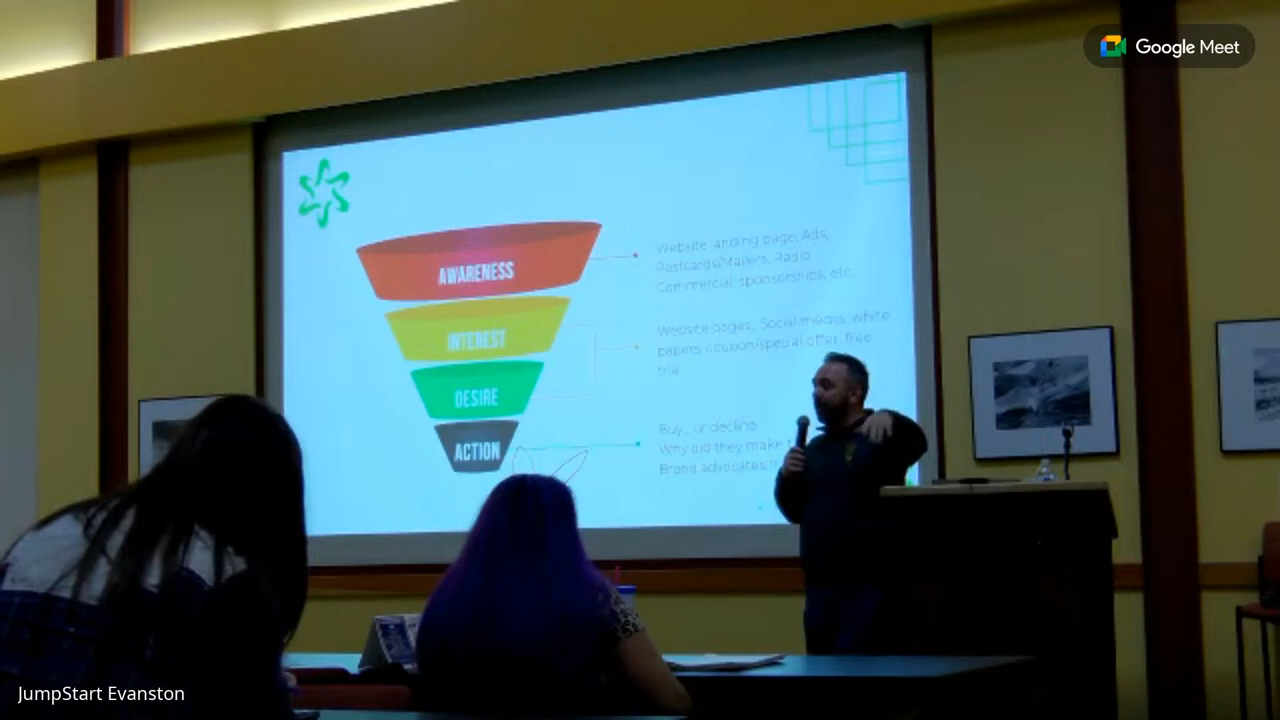 Google Meet
AWARENESS
Website landing page, Ads,
Postcards/Mailers, Radio
Commercial, sponsorships, etc.
INTEREST
Website pages, Social media, white
papers, coupon/special offer, free
DESIRE
ACTION
Buy... or decline
Why did they make
Brand advocates
JumpStart Evanston